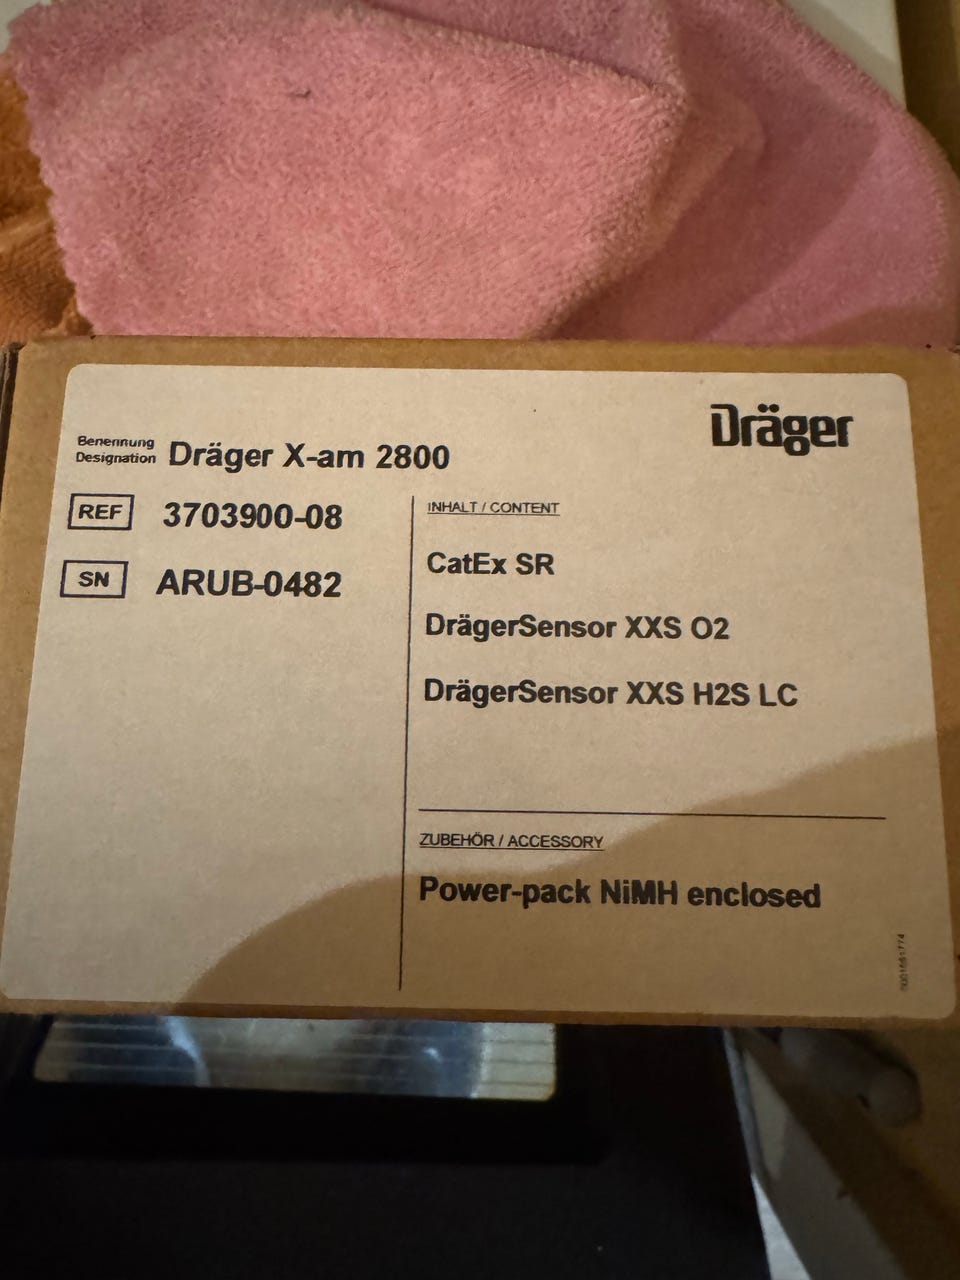 Dräger
Benennung
Designation
Dräger X-am 2800
REF
3703900-08
SN
ARUB-0482
INHALT / CONTENT
CatEx SR
DrägerSensor XXS O2
DrägerSensor XXS H2S LC
ZUBEHÖR / ACCESSORY
Power-pack NiMH enclosed